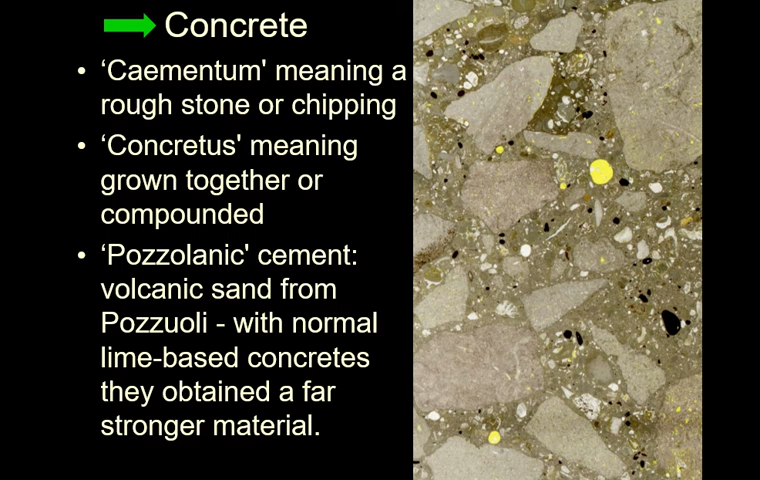 Concrete
• ‘Caementum' meaning a
rough stone or chipping
• ‘Concretus' meaning
grown together or
compounded
• ‘Pozzolanic' cement:
volcanic sand from
Pozzuoli - with normal
lime-based concretes
they obtained a far
stronger material.